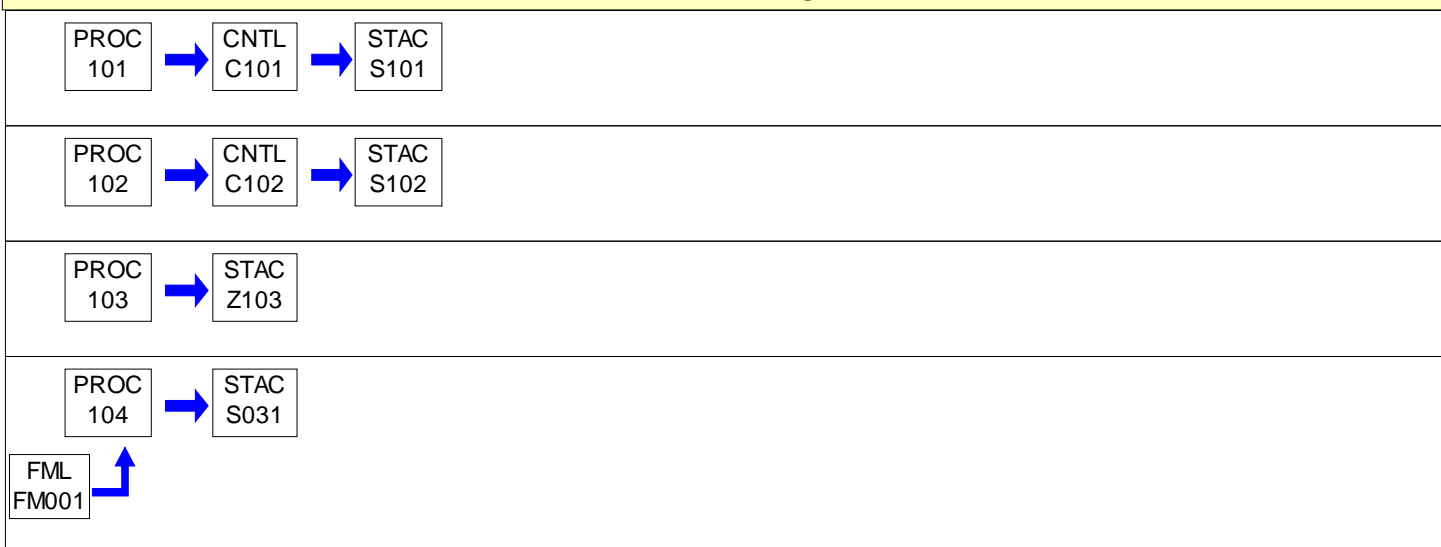 PROC
101
CNTL
C101
STAC
S101
PROC
102
CNTL
C102
STAC
S102
PROC
103
STAC
Z103
PROC
104
STAC
S031
FML
FM001